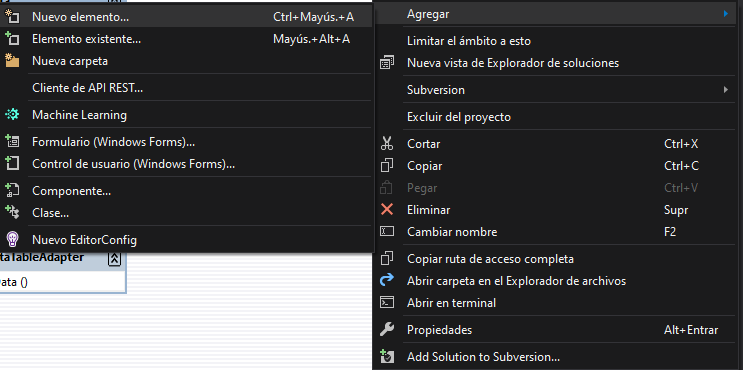 Nuevo elemento... Ctrl+Mayús.+A
Elemento existente... Mayús.+Alt+A
Nueva carpeta
Cliente de API REST...
Machine Learning
Formulario (Windows Forms)...
Control de usuario (Windows Forms)...
Componente...
Clase...
Nuevo EditorConfig
taTableAdapter
Data ()
Agregar
Limitar el ámbito a esto
Nueva vista de Explorador de soluciones
Subversion
Excluir del proyecto
Cortar Ctrl+X
Copiar Ctrl+C
Pegar Ctrl+V
Eliminar Supr
Cambiar nombre F2
Copiar ruta de acceso completa
Abrir carpeta en el Explorador de archivos
Abrir en terminal
Propiedades Alt+Entrar
Add Solution to Subversion...